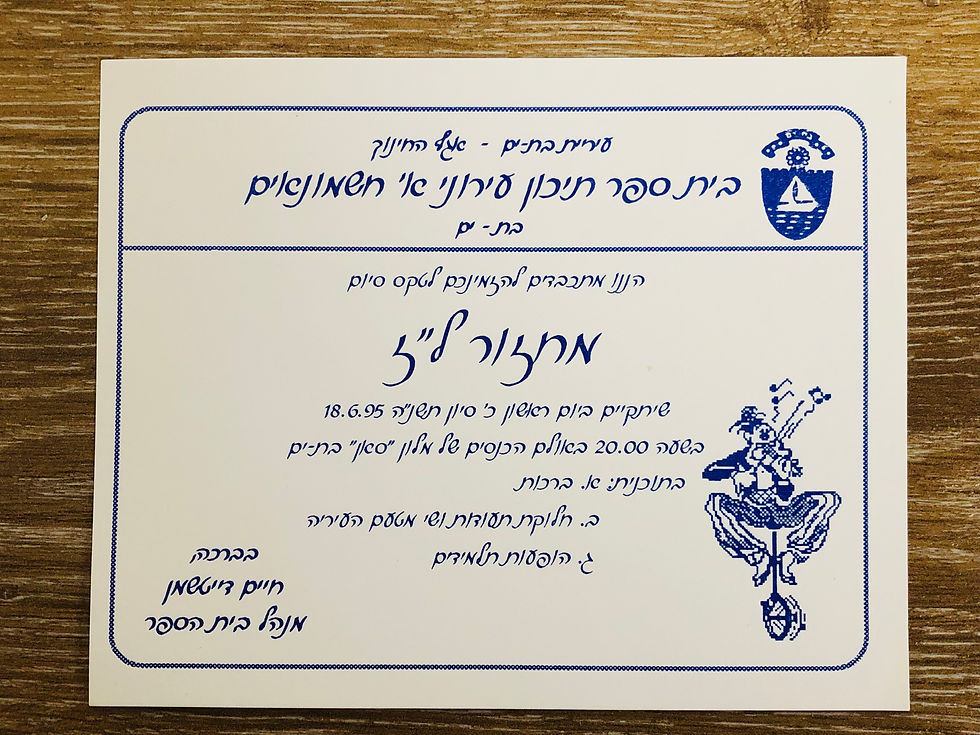 עיריית בת-ים - אגף החינוך
בית ספר תיכון עירוני א' חשמונאים
בת - ים
הננו מתכבדים להזמינכם לטקס סיום
מחזור ל"ז
שיתקיים ביום ראשון כ' סיון תשנ"ה 18.6.95
בשעה 20.00 באולם הכנסים של מלון "סאן" בת-ים
בתוכנית: א. ברכות
ב. חלוקת תעודות ושי מטעם העיריה
ג. הופעות תלמידים
בברכה
חיים דייטשמן
מנהל בית הספר